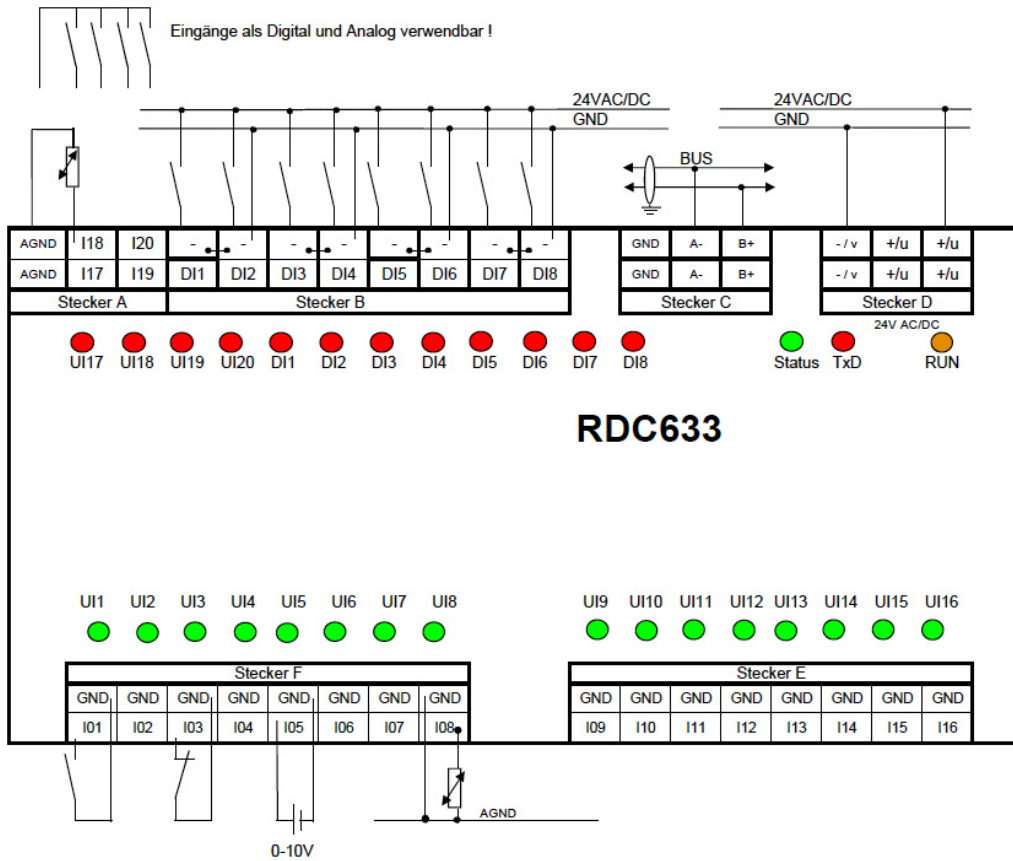 Eingänge als Digital und Analog verwendbar !
24VAC/DC 24VAC/DC
GND GND
BUS
AGND I18 I20 - - - - - - - - GND A- B+ - / v +/u +/u
AGND I17 I19 DI1 DI2 DI3 DI4 DI5 DI6 DI7 DI8 GND A- B+ - / v +/u +/u
Stecker A Stecker B Stecker C Stecker D
24V AC/DC
UI17 UI18 UI19 UI20 DI1 DI2 DI3 DI4 DI5 DI6 DI7 DI8 Status TxD RUN
RDC633
UI1 UI2 UI3 UI4 UI5 UI6 UI7 UI8 UI9 UI10 UI11 UI12 UI13 UI14 UI15 UI16
Stecker F Stecker E
GND GND GND GND GND GND GND GND GND GND GND GND GND GND GND GND
I01 I02 I03 I04 I05 I06 I07 I08 I09 I10 I11 I12 I13 I14 I15 I16
AGND
0-10V